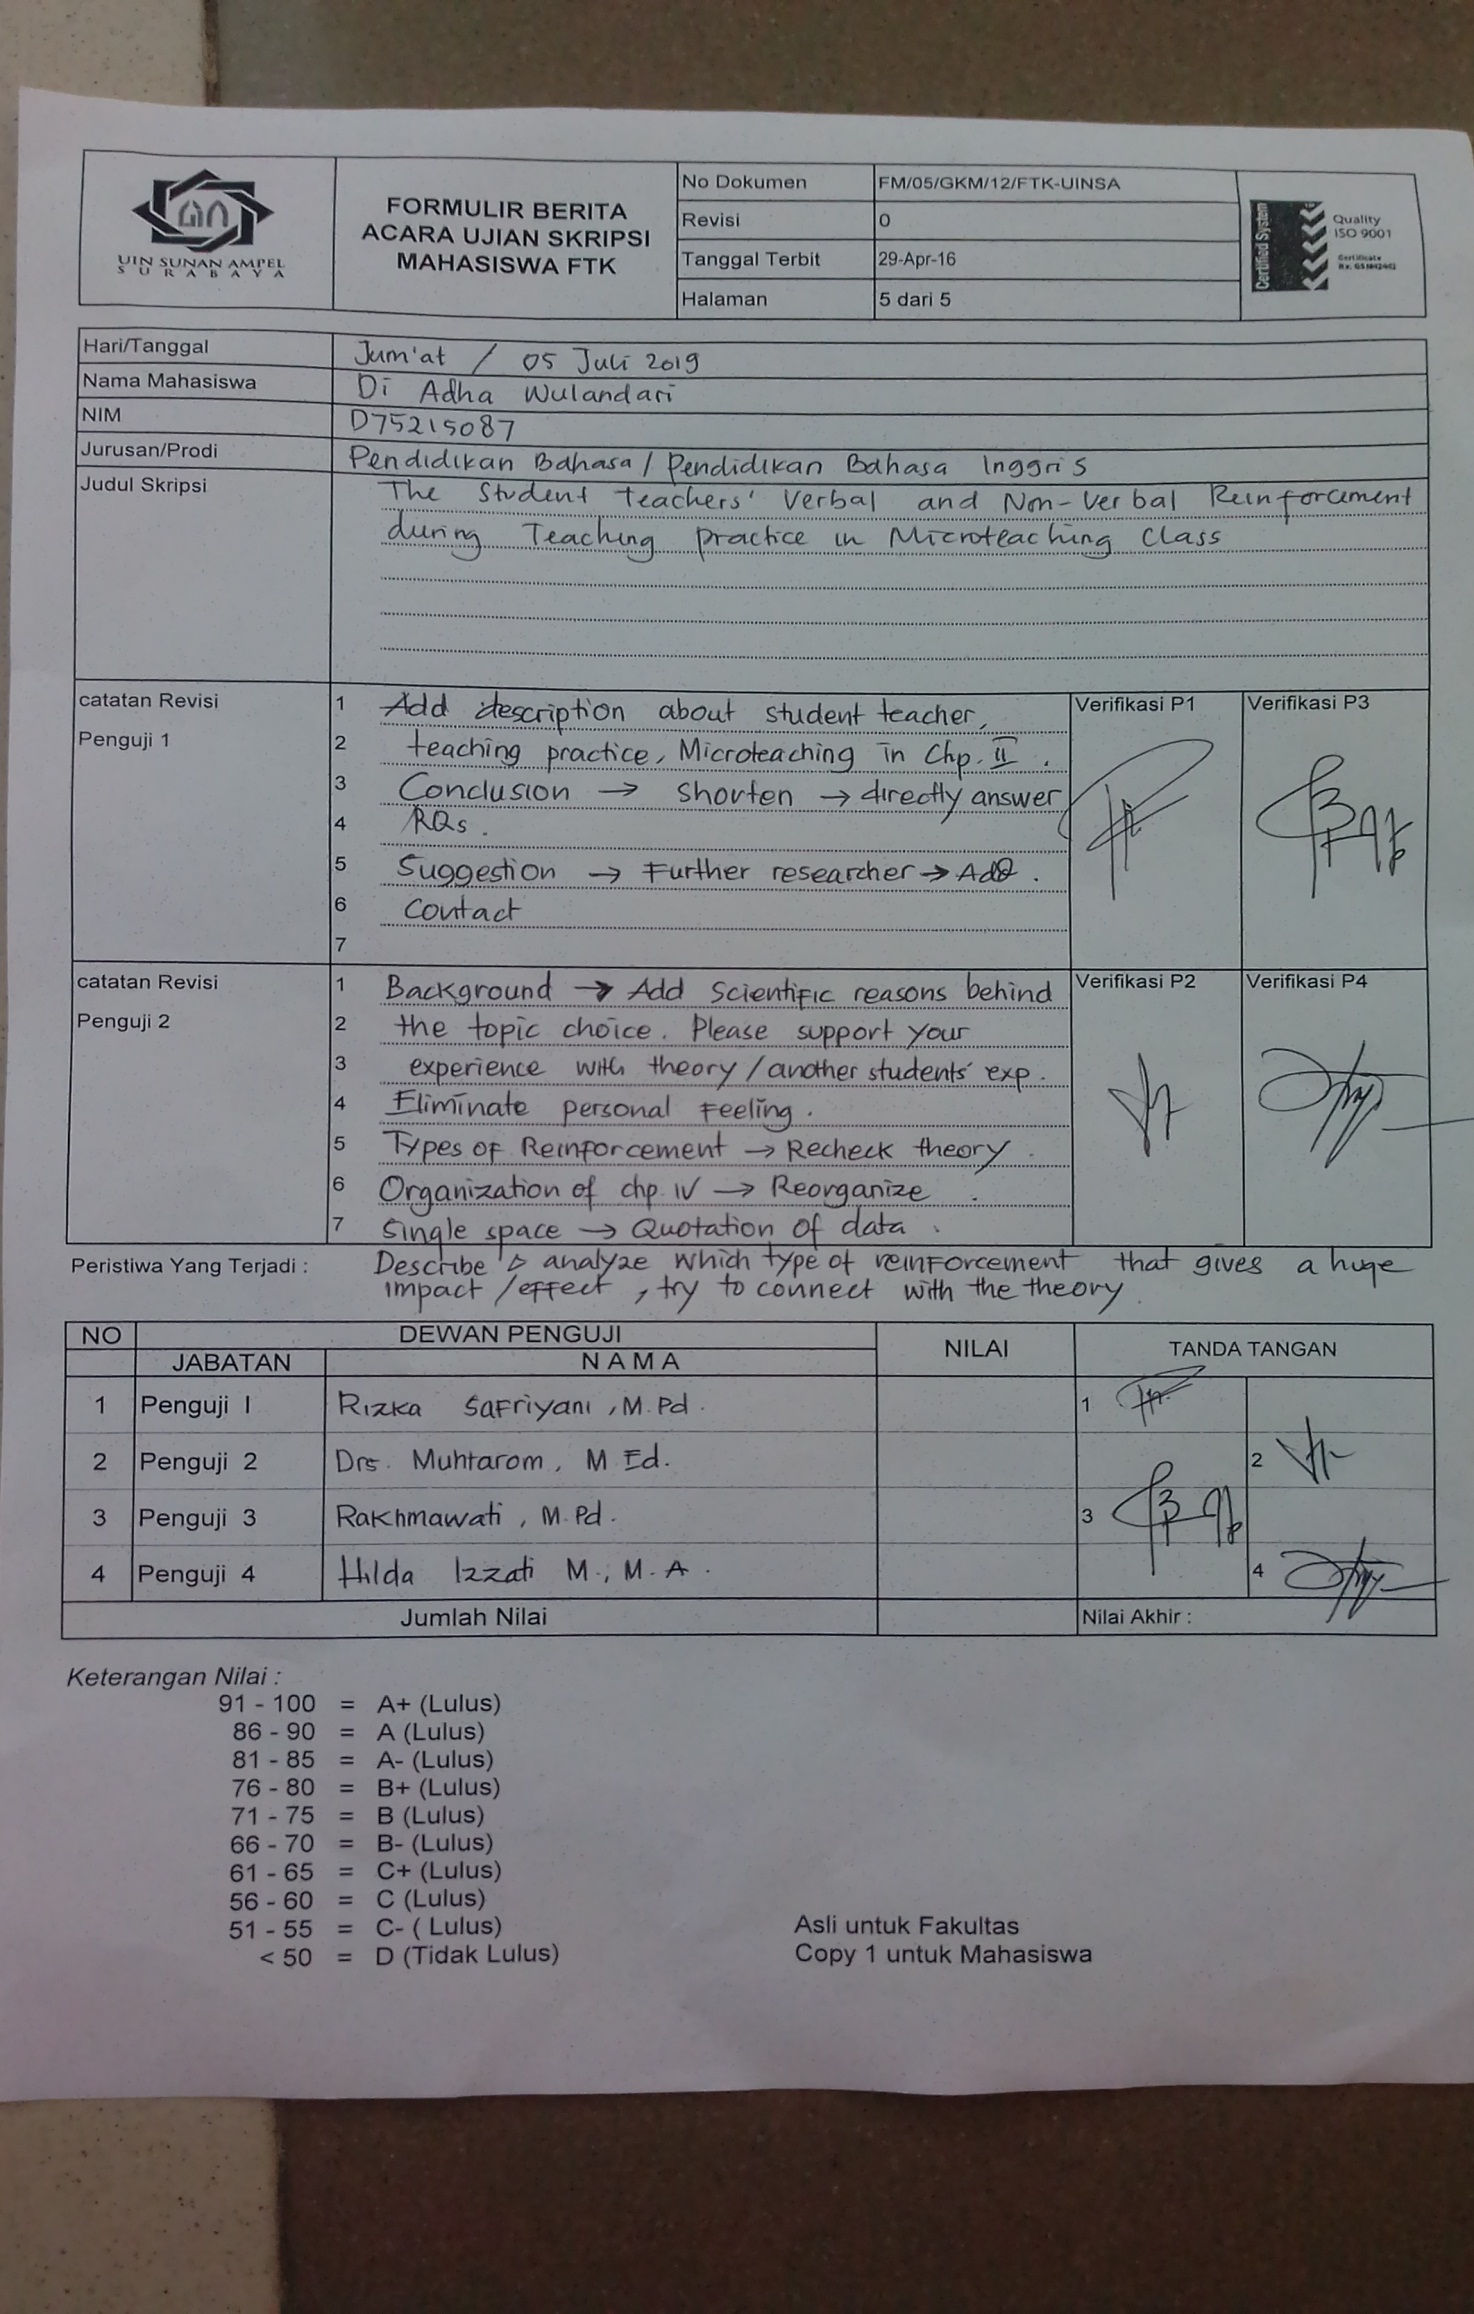 UIN SUNAN AMPEL
S U R A B A Y A
FORMULIR BERITA
ACARA UJIAN SKRIPSI
MAHASISWA FTK
No Dokumen FM/05/GKM/12/FTK-UINSA
Revisi 0
Tanggal Terbit 29-Apr-16
Halaman 5 dari 5
Certified System
Quality
ISO 9001
Certificate
Hari/Tanggal Jum'at / 05 Juli 2019
Nama Mahasiswa Di Adha Wulandari
NIM D75215087
Jurusan/Prodi Pendidikan Bahasa / Pendidikan Bahasa Inggris
Judul Skripsi The Student Teachers' Verbal and Non-Verbal Reinforcement
during Teaching practice in Microteaching Class
catatan Revisi
Penguji 1
1 Add description about student teacher,
2 teaching practice, Microteaching in Chp. II .
3 Conclusion → shorten → directly answer
4 RQs .
5 Suggestion → Further researcher → Add .
6 Contact
7
Verifikasi P1 Verifikasi P3
catatan Revisi
Penguji 2
1 Background → Add Scientific reasons behind
2 the topic choice. Please support your
3 experience with theory / another students' exp.
4 Eliminate personal Feeling .
5 Types of Reinforcement → Recheck theory .
6 Organization of chp. IV → Reorganize .
7 Single space → Quotation of data .
Verifikasi P2 Verifikasi P4
Peristiwa Yang Terjadi : Describe & analyze which type of reinforcement that gives a huge
impact / effect , try to connect with the theory.
NO DEWAN PENGUJI NILAI TANDA TANGAN
JABATAN N A M A
1 Penguji 1 Rizka Safriyani , M. Pd . 1
2 Penguji 2 Drs. Muhtarom , M Ed. 2
3 Penguji 3 Rakhmawati , M. Pd . 3
4 Penguji 4 Hilda Izzati M., M. A . 4
Jumlah Nilai Nilai Akhir :
Keterangan Nilai :
91 - 100 = A+ (Lulus)
86 - 90 = A (Lulus)
81 - 85 = A- (Lulus)
76 - 80 = B+ (Lulus)
71 - 75 = B (Lulus)
66 - 70 = B- (Lulus)
61 - 65 = C+ (Lulus)
56 - 60 = C (Lulus)
51 - 55 = C- ( Lulus)
< 50 = D (Tidak Lulus)
Asli untuk Fakultas
Copy 1 untuk Mahasiswa